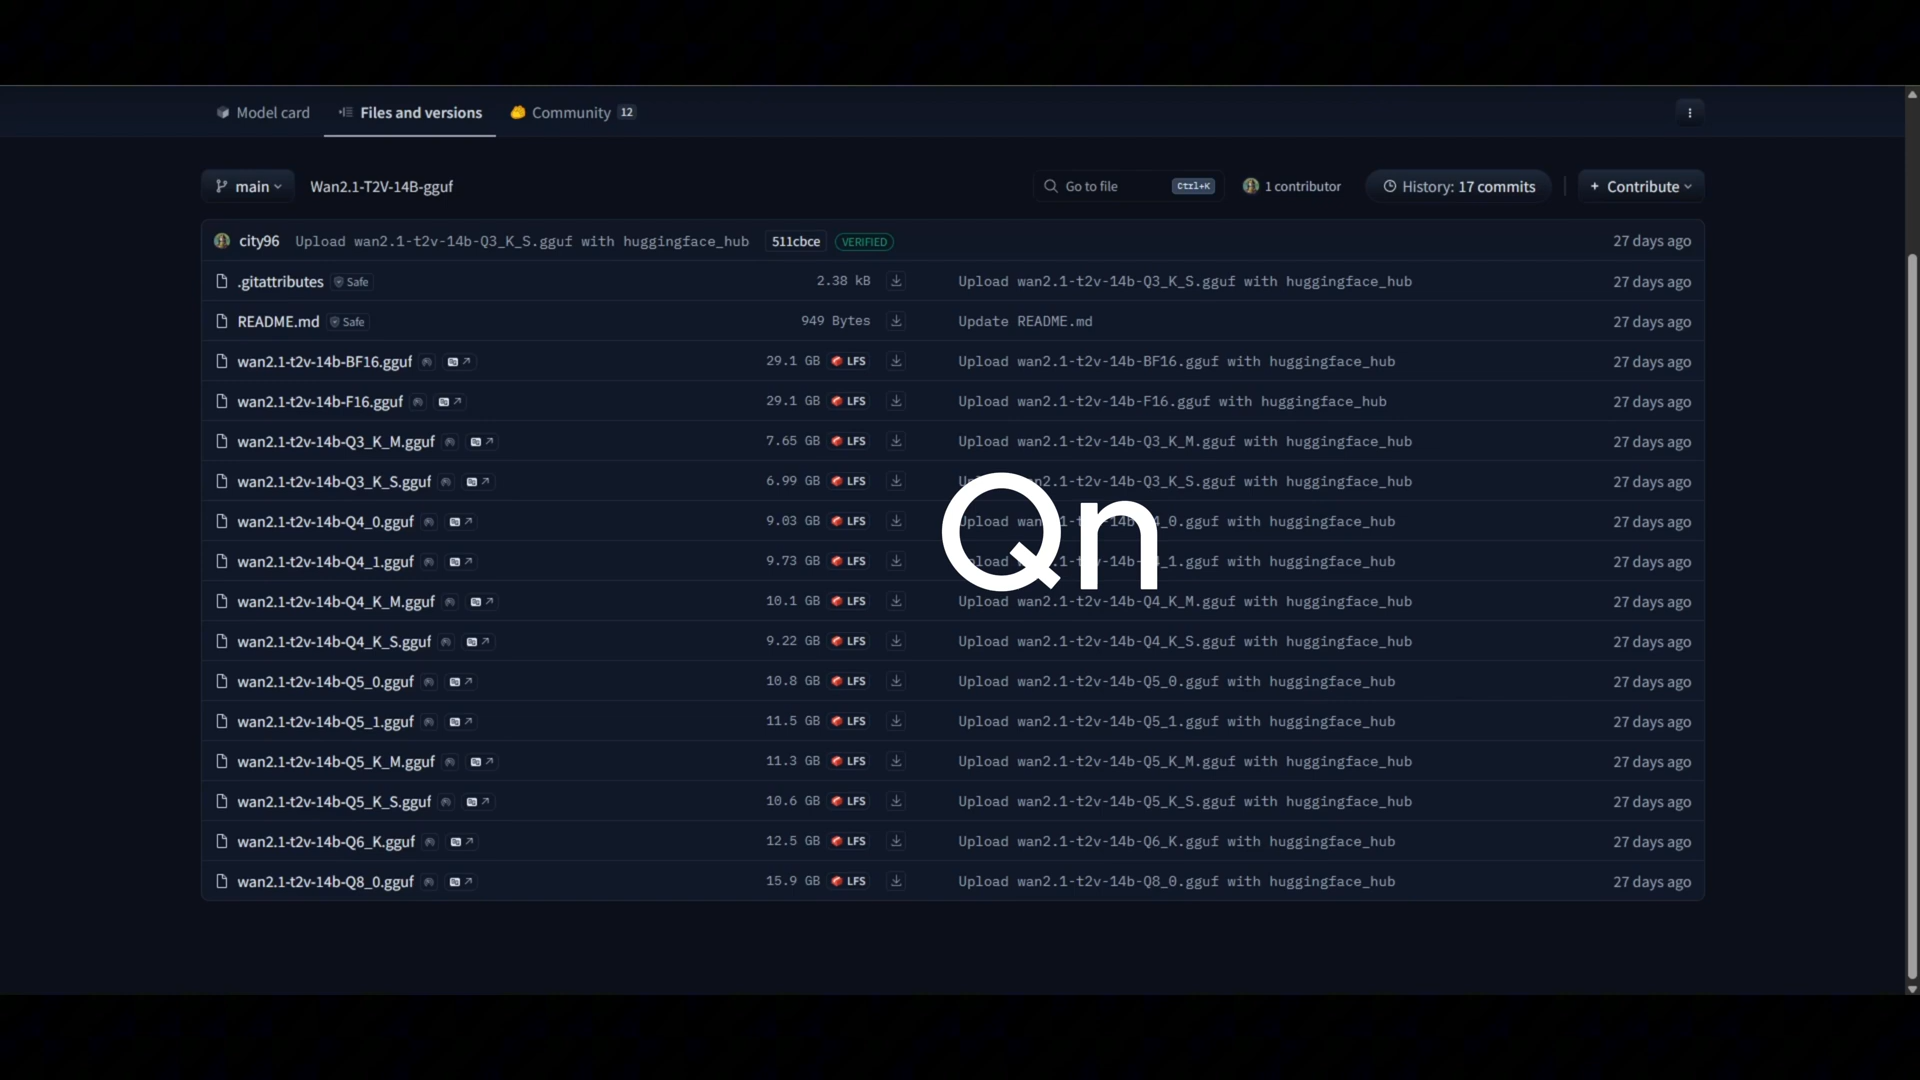 Model card Files and versions Community 12
main Wan2.1-T2V-14B-gguf Go to file Ctrl+K 1 contributor History: 17 commits + Contribute
city96 Upload wan2.1-t2v-14b-Q3_K_S.gguf with huggingface_hub 511cbce VERIFIED 27 days ago
.gitattributes Safe 2.38 kB Upload wan2.1-t2v-14b-Q3_K_S.gguf with huggingface_hub 27 days ago
README.md Safe 949 Bytes Update README.md 27 days ago
wan2.1-t2v-14b-BF16.gguf 29.1 GB LFS Upload wan2.1-t2v-14b-BF16.gguf with huggingface_hub 27 days ago
wan2.1-t2v-14b-F16.gguf 29.1 GB LFS Upload wan2.1-t2v-14b-F16.gguf with huggingface_hub 27 days ago
wan2.1-t2v-14b-Q3_K_M.gguf 7.65 GB LFS Upload wan2.1-t2v-14b-Q3_K_M.gguf with huggingface_hub 27 days ago
wan2.1-t2v-14b-Q3_K_S.gguf 6.99 GB LFS wan2.1-t2v-14b-Q3_K_S.gguf with huggingface_hub 27 days ago
Qn
wan2.1-t2v-14b-Q4_0.gguf 9.03 GB LFS Upload with huggingface_hub 27 days ago
wan2.1-t2v-14b-Q4_1.gguf 9.73 GB LFS with huggingface_hub 27 days ago
wan2.1-t2v-14b-Q4_K_M.gguf 10.1 GB LFS Upload wan2.1-t2v-14b-Q4_K_M.gguf with huggingface_hub 27 days ago
wan2.1-t2v-14b-Q4_K_S.gguf 9.22 GB LFS Upload wan2.1-t2v-14b-Q4_K_S.gguf with huggingface_hub 27 days ago
wan2.1-t2v-14b-Q5_0.gguf 10.8 GB LFS Upload wan2.1-t2v-14b-Q5_0.gguf with huggingface_hub 27 days ago
wan2.1-t2v-14b-Q5_1.gguf 11.5 GB LFS Upload wan2.1-t2v-14b-Q5_1.gguf with huggingface_hub 27 days ago
wan2.1-t2v-14b-Q5_K_M.gguf 11.3 GB LFS Upload wan2.1-t2v-14b-Q5_K_M.gguf with huggingface_hub 27 days ago
wan2.1-t2v-14b-Q5_K_S.gguf 10.6 GB LFS Upload wan2.1-t2v-14b-Q5_K_S.gguf with huggingface_hub 27 days ago
wan2.1-t2v-14b-Q6_K.gguf 12.5 GB LFS Upload wan2.1-t2v-14b-Q6_K.gguf with huggingface_hub 27 days ago
wan2.1-t2v-14b-Q8_0.gguf 15.9 GB LFS Upload wan2.1-t2v-14b-Q8_0.gguf with huggingface_hub 27 days ago